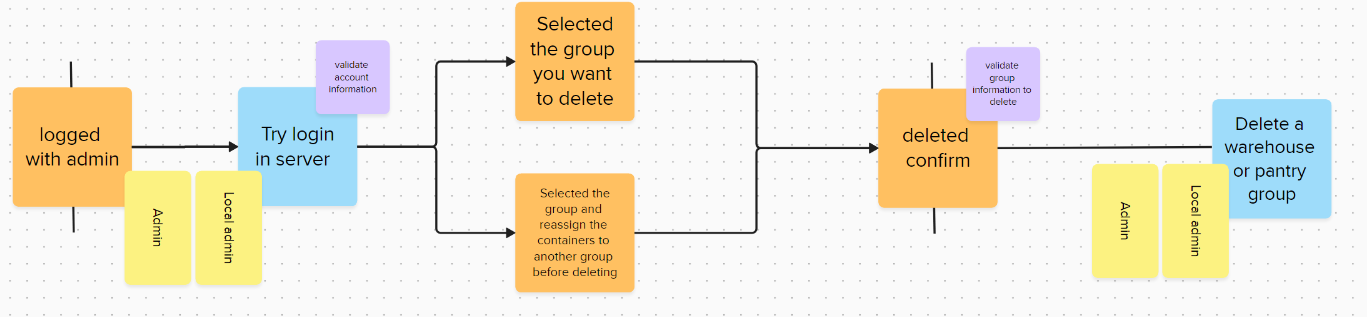 logged
with admin
Admin
Local admin
Try login
in server
validate
account
information
Selected
the group
you want
to delete
Selected the
group and
reassign the
containers to
another group
before deleting
deleted
confirm
validate
group
information to
delete
Admin
Local admin
Delete a
warehouse
or pantry
group